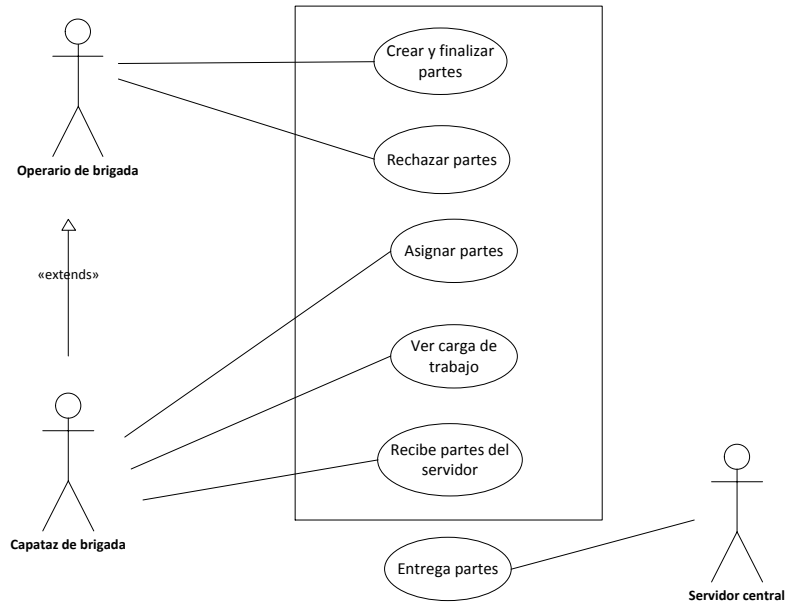 Crear y finalizar
partes
Operario de brigada
Rechazar partes
Asignar partes
«extends»
Ver carga de
trabajo
Recibe partes del
servidor
Capataz de brigada
Entrega partes
Servidor central